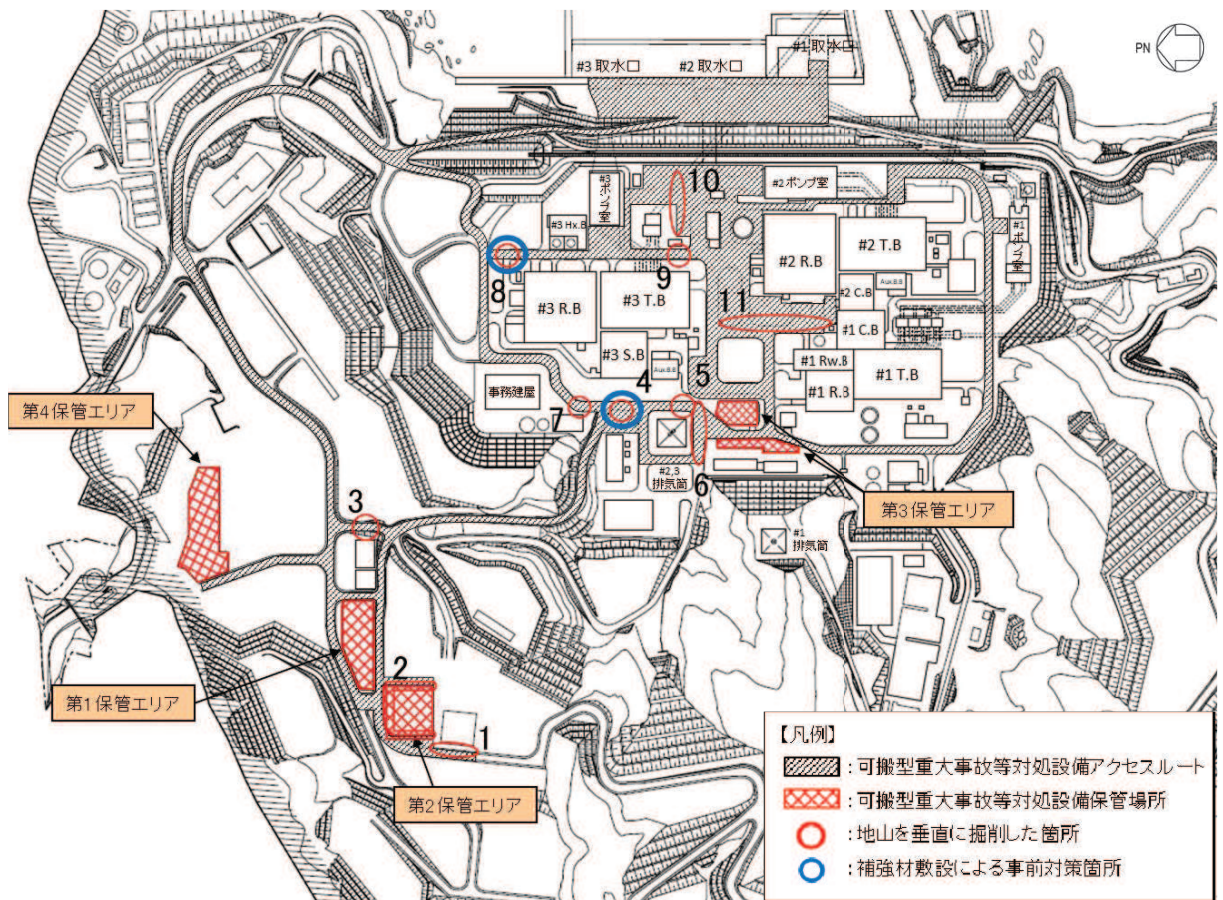 #1取水口
#3取水口
#2取水口
PN
#3
ポンプ
室
10
#2ポンプ室
#3 Hx.B
#1
ポンプ
室
#2 T.B
#2 R.B
8
9
#3 R.B
#3 T.B
11
Aux.B.B
#2 C.B
#1 C.B
#3 S.B
Aux.B.B
#1 Rw.B
#1 T.B
#1 R.B
事務建屋
4
5
7
第4保管エリア
#2,3
排気筒
6
第3保管エリア
3
#1
排気筒
2
第1保管エリア
1
第2保管エリア
【凡例】
：可搬型重大事故等対処設備アクセスルート
：可搬型重大事故等対処設備保管場所
：地山を垂直に掘削した箇所
：補強材敷設による事前対策箇所